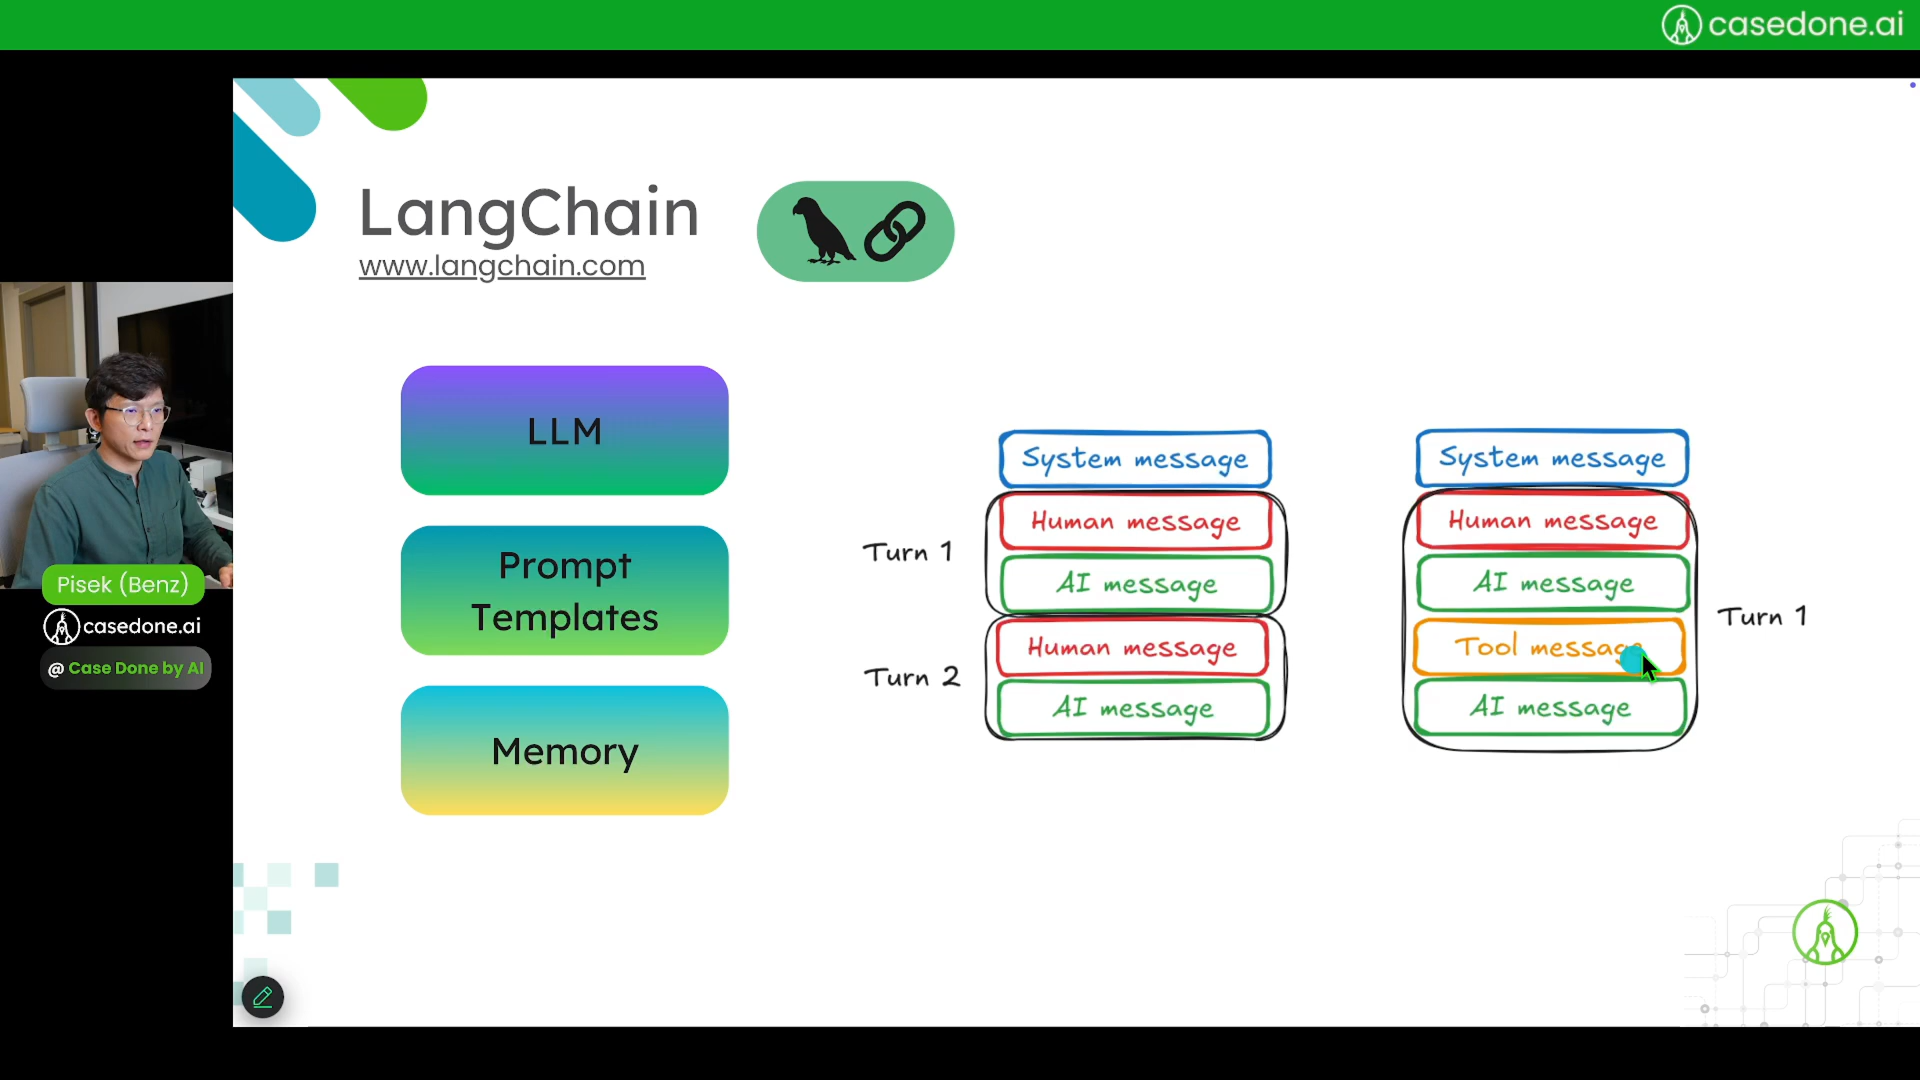 casedone.ai
LangChain
www.langchain.com
LLM
Prompt
Templates
Memory
Turn 1
Turn 2
System message
Human message
AI message
Human message
AI message
System message
Human message
AI message
Tool message
AI message
Turn 1
Pisek (Benz)
casedone.ai
@ Case Done by AI